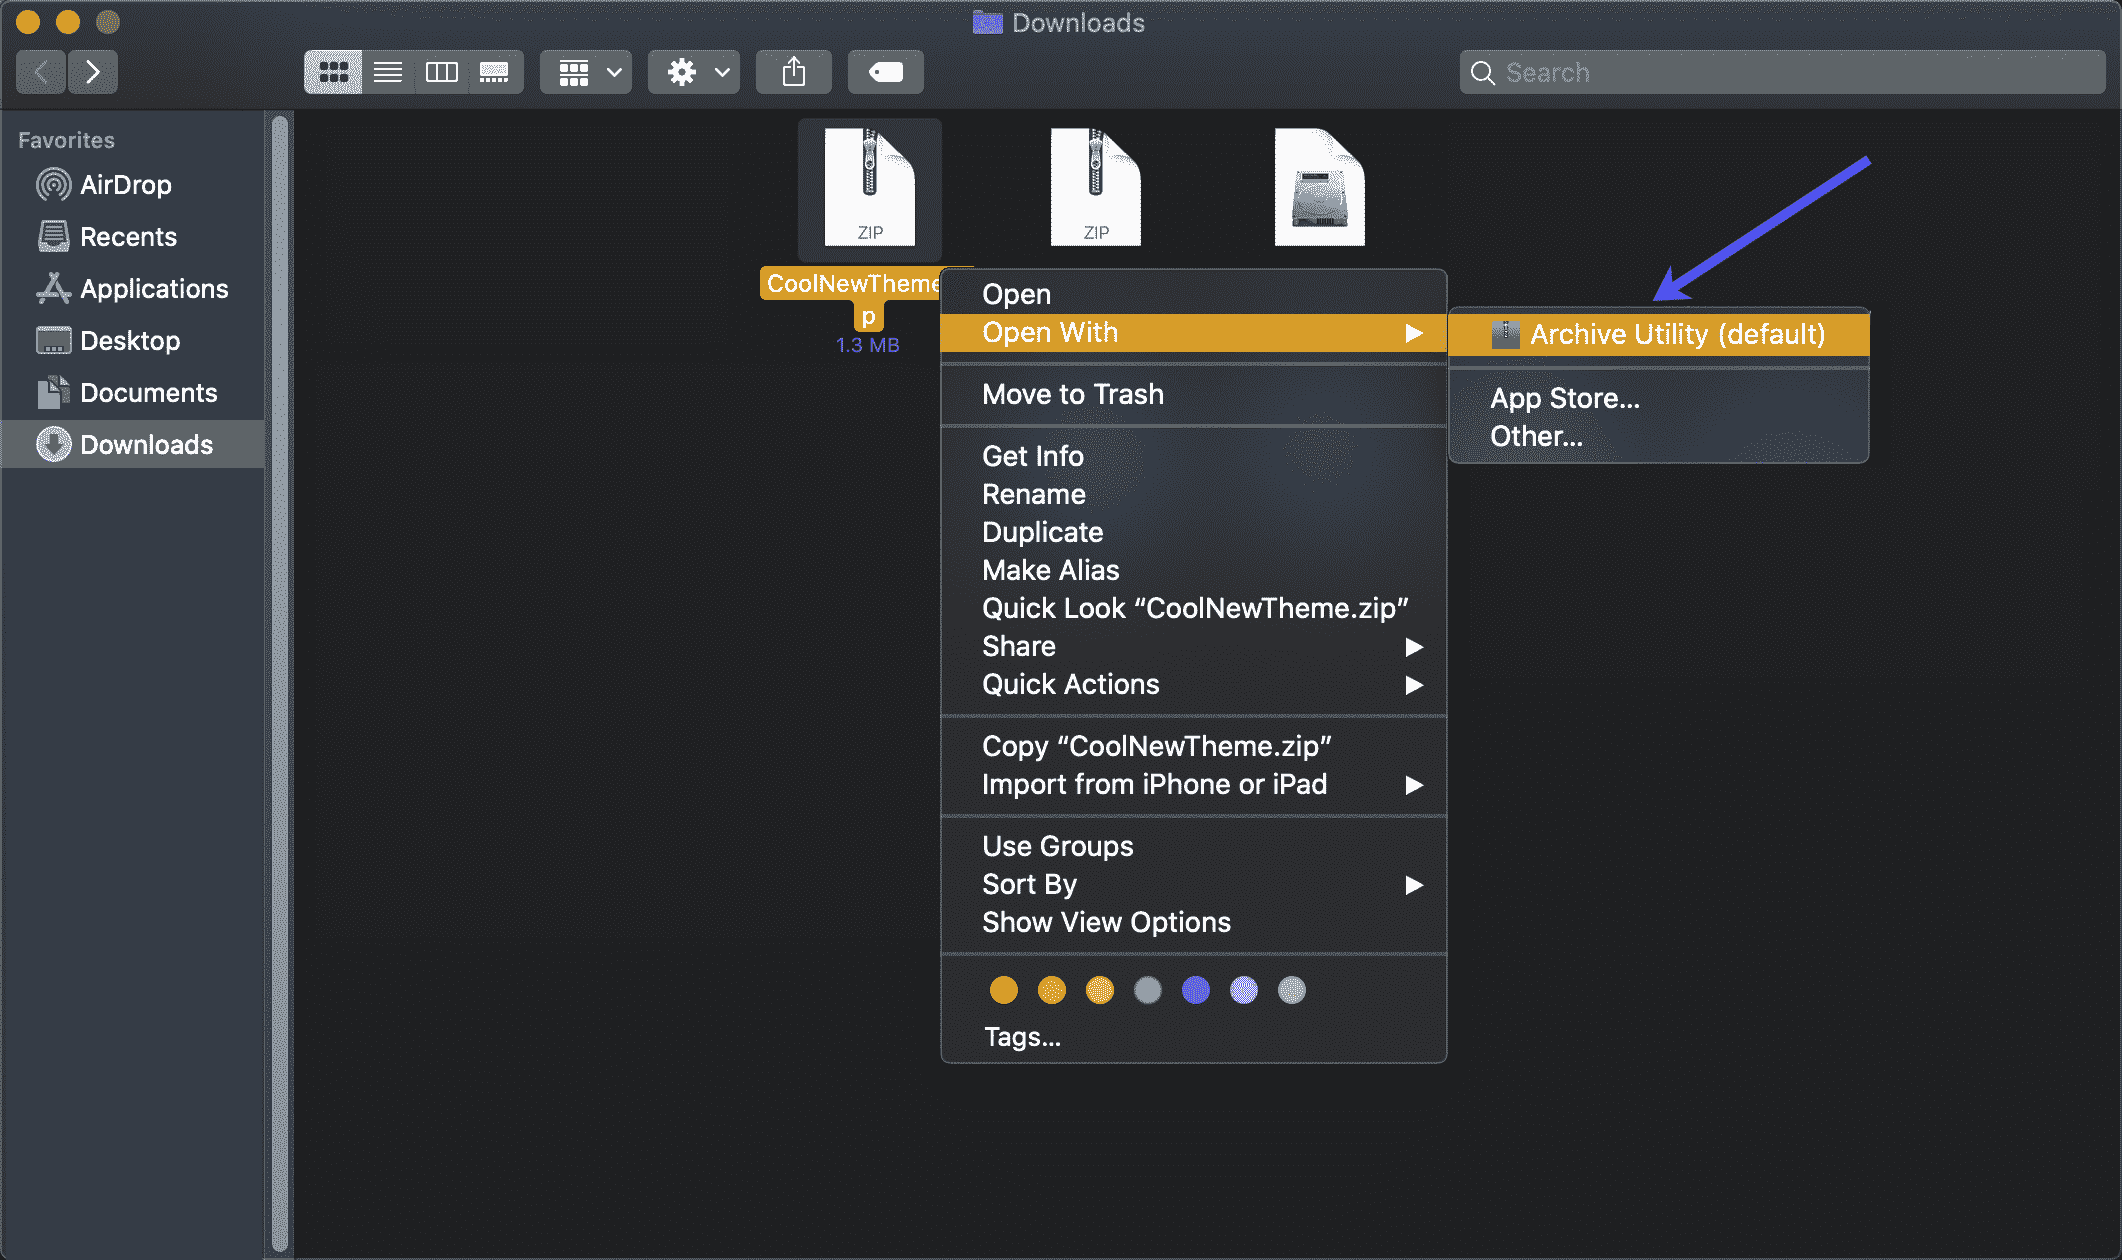 Downloads
Search
Favorites
AirDrop
Recents
Applications
Desktop
Documents
Downloads
ZIP
ZIP
CoolNewTheme
p
1.3 MB
Open
Open With
Move to Trash
Get Info
Rename
Duplicate
Make Alias
Quick Look “CoolNewTheme.zip”
Share
Quick Actions
Copy “CoolNewTheme.zip”
Import from iPhone or iPad
Use Groups
Sort By
Show View Options
Tags...
Archive Utility (default)
App Store...
Other...